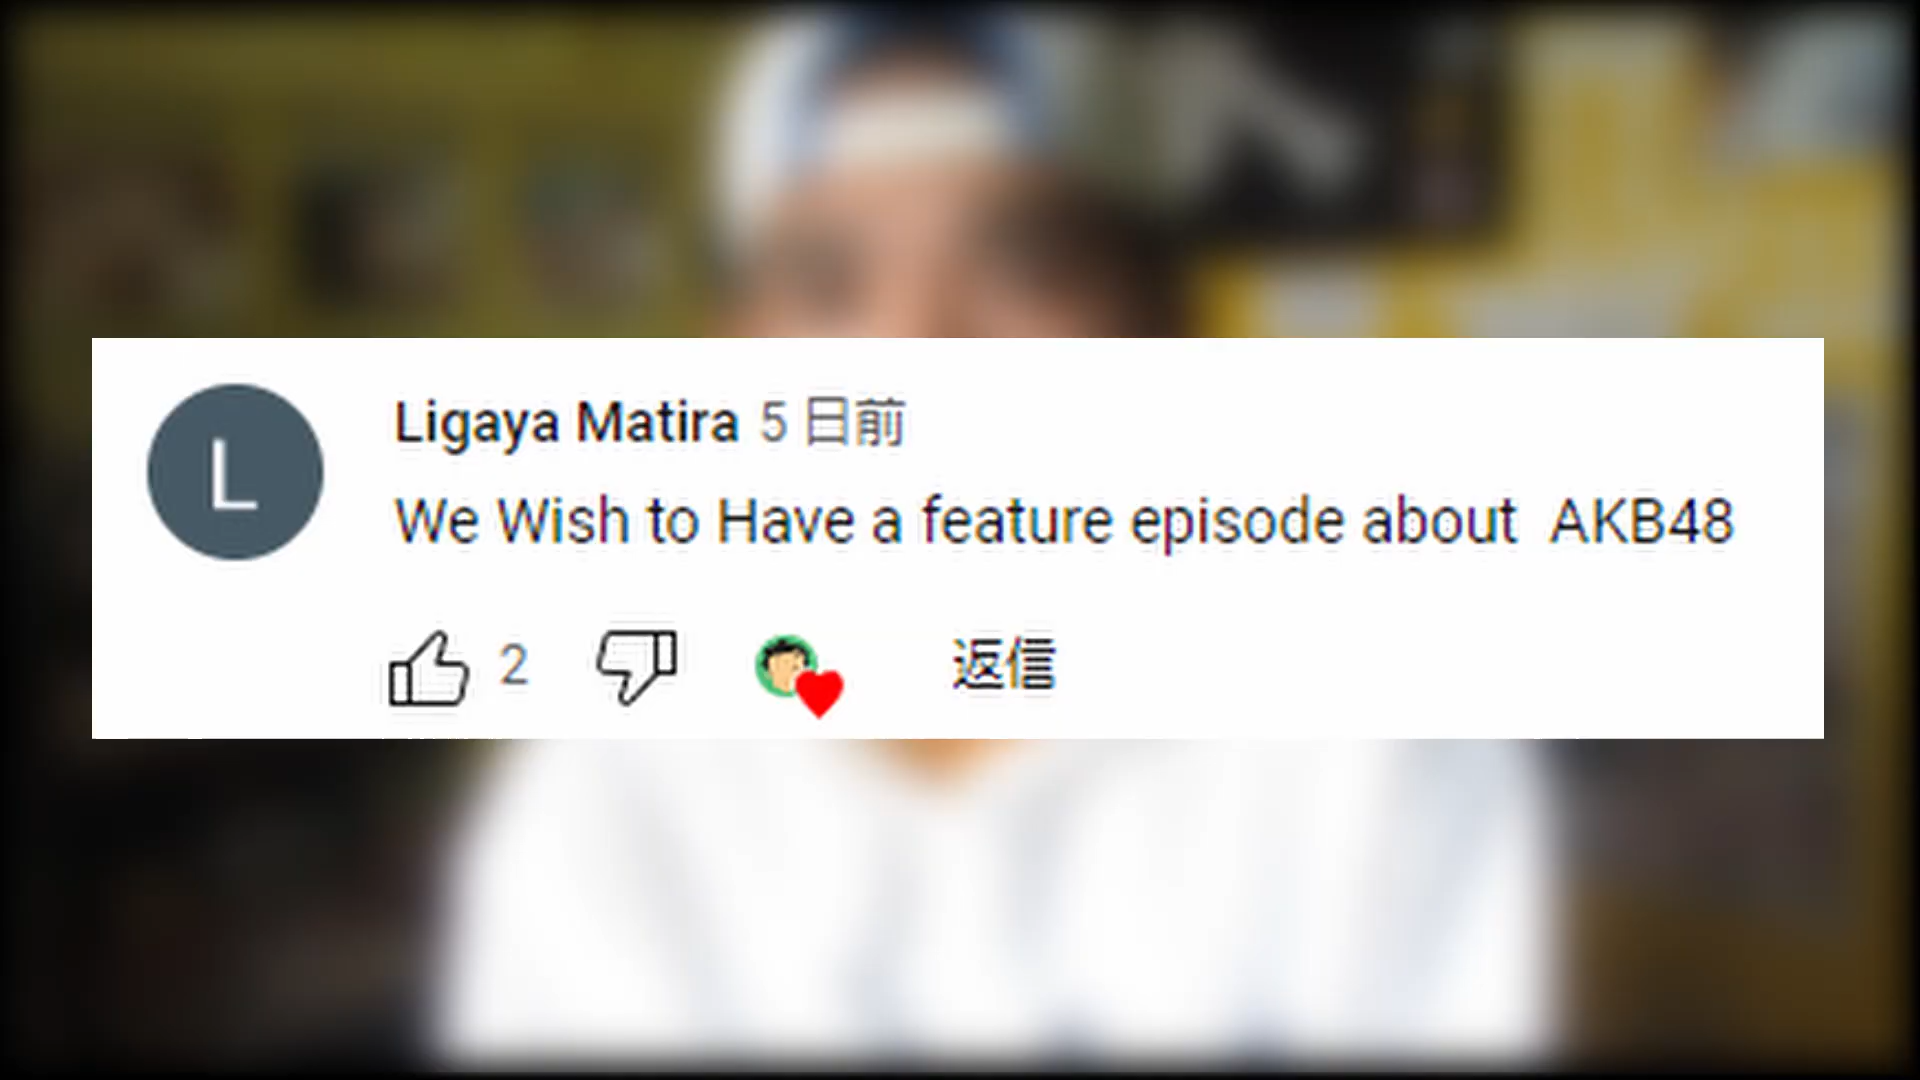 L
Ligaya Matira 5 日前
We Wish to Have a feature episode about AKB48
2 返信